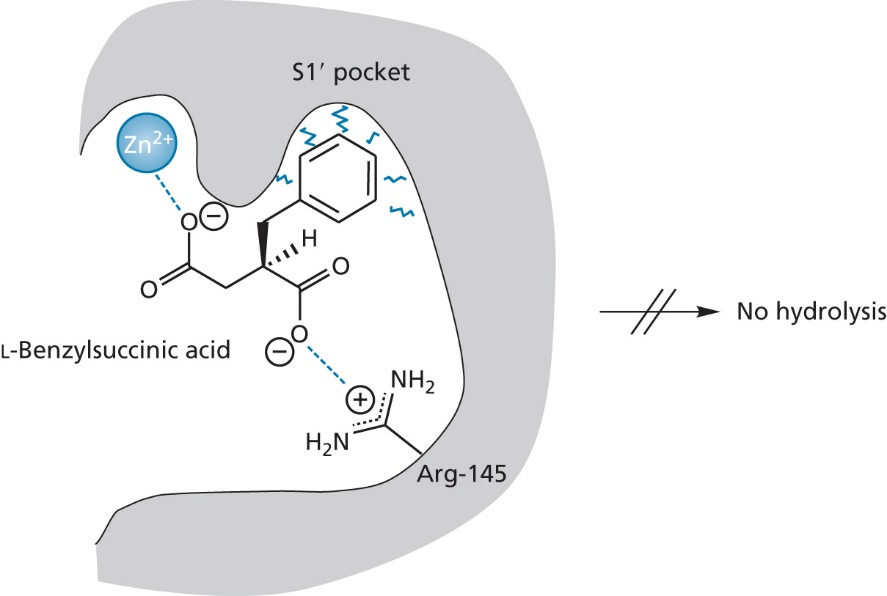 S1′ pocket
Zn²⁺
O ⊖
H
O
O
O
⊖
L-Benzylsuccinic acid
No hydrolysis
⊕
NH₂
H₂N
Arg-145